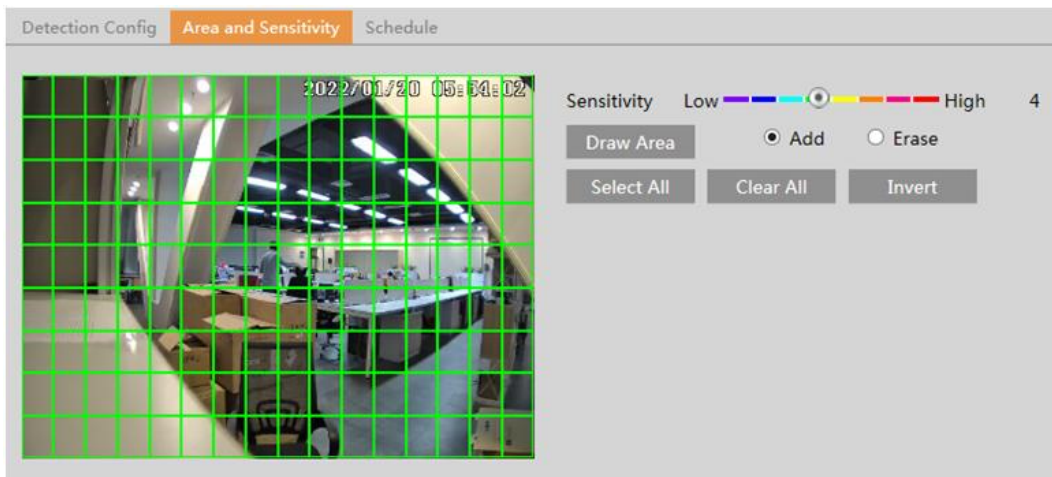 Detection Config Area and Sensitivity Schedule
2022/01/20 05:54:02
Sensitivity Low High 4
Draw Area Add Erase
Select All Clear All Invert